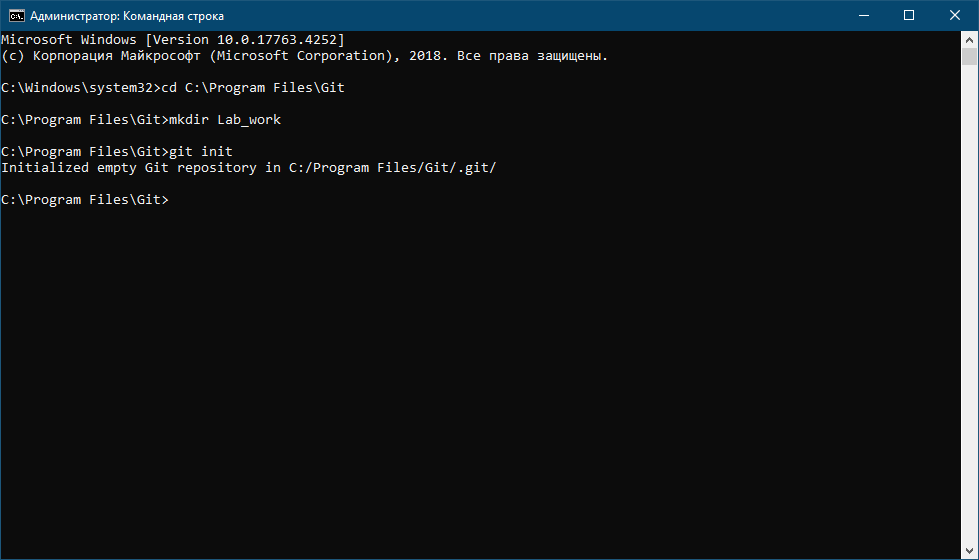 Администратор: Командная строка
Microsoft Windows [Version 10.0.17763.4252]
(c) Корпорация Майкрософт (Microsoft Corporation), 2018. Все права защищены.
C:\Windows\system32>cd C:\Program Files\Git
C:\Program Files\Git>mkdir Lab_work
C:\Program Files\Git>git init
Initialized empty Git repository in C:/Program Files/Git/.git/
C:\Program Files\Git>